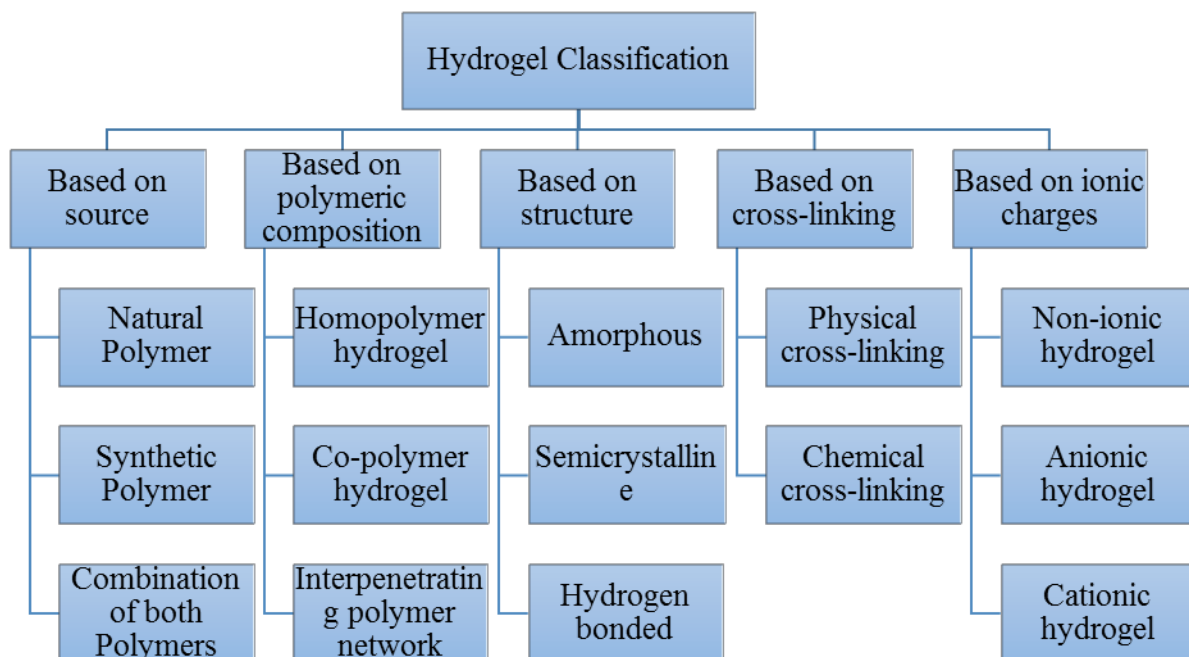 Hydrogel Classification
Based on
source
Based on
polymeric
composition
Based on
structure
Based on
cross-linking
Based on ionic
charges
Natural
Polymer
Homopolymer
hydrogel
Amorphous
Physical
cross-linking
Non-ionic
hydrogel
Synthetic
Polymer
Co-polymer
hydrogel
Semicrystallin
e
Chemical
cross-linking
Anionic
hydrogel
Combination
of both
Polymers
Interpenetratin
g polymer
network
Hydrogen
bonded
Cationic
hydrogel